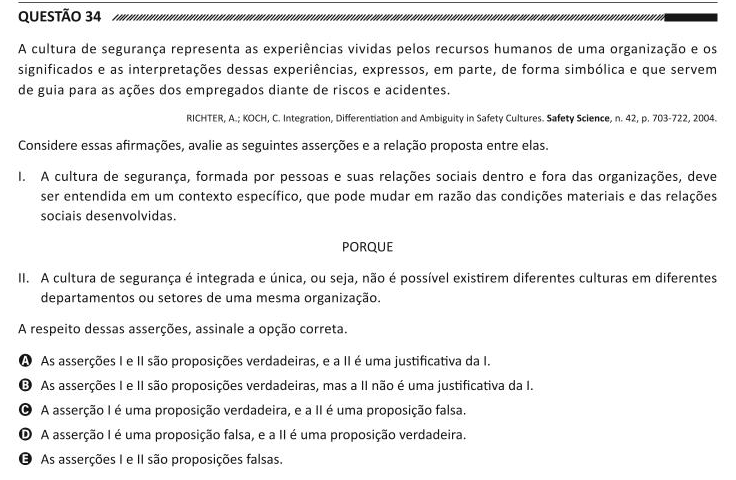 QUESTÃO 34
A cultura de segurança representa as experiências vividas pelos recursos humanos de uma organização e os
significados e as interpretações dessas experiências, expressos, em parte, de forma simbólica e que servem
de guia para as ações dos empregados diante de riscos e acidentes.
RICHTER, A.; KOCH, C. Integration, Differentiation and Ambiguity in Safety Cultures. Safety Science, n. 42, p. 703-722, 2004.
Considere essas afirmações, avalie as seguintes asserções e a relação proposta entre elas.
I. A cultura de segurança, formada por pessoas e suas relações sociais dentro e fora das organizações, deve
ser entendida em um contexto específico, que pode mudar em razão das condições materiais e das relações
sociais desenvolvidas.
PORQUE
II. A cultura de segurança é integrada e única, ou seja, não é possível existirem diferentes culturas em diferentes
departamentos ou setores de uma mesma organização.
A respeito dessas asserções, assinale a opção correta.
A As asserções I e II são proposições verdadeiras, e a II é uma justificativa da I.
B As asserções I e II são proposições verdadeiras, mas a II não é uma justificativa da I.
C A asserção I é uma proposição verdadeira, e a II é uma proposição falsa.
D A asserção I é uma proposição falsa, e a II é uma proposição verdadeira.
E As asserções I e II são proposições falsas.